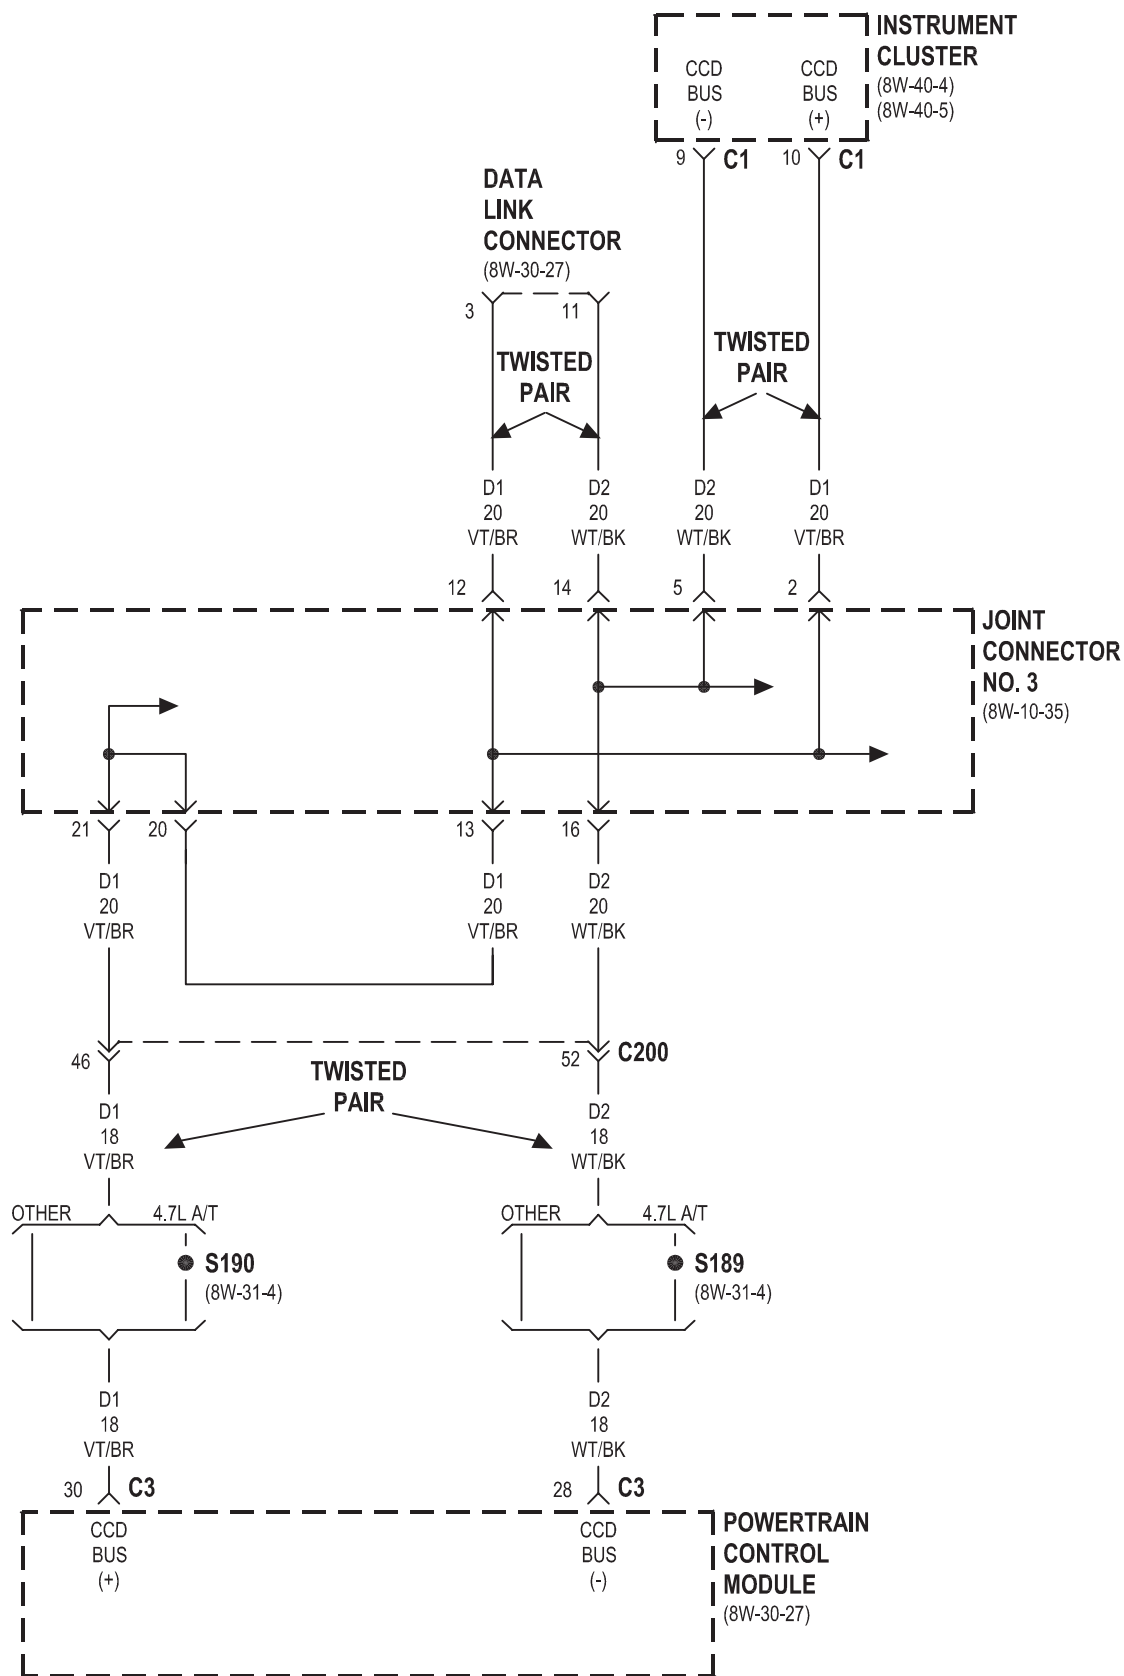 INSTRUMENT
CLUSTER
(8W-40-4)
(8W-40-5)
CCD
BUS
(-)
CCD
BUS
(+)
9
C1
10
C1
DATA
LINK
CONNECTOR
(8W-30-27)
3
11
TWISTED
PAIR
TWISTED
PAIR
D1
20
VT/BR
D2
20
WT/BK
D2
20
WT/BK
D1
20
VT/BR
12
14
5
2
JOINT
CONNECTOR
NO. 3
(8W-10-35)
21
20
13
16
D1
20
VT/BR
D1
20
VT/BR
D2
20
WT/BK
46
52
C200
TWISTED
PAIR
D1
18
VT/BR
D2
18
WT/BK
OTHER
4.7L A/T
OTHER
4.7L A/T
S190
(8W-31-4)
S189
(8W-31-4)
D1
18
VT/BR
D2
18
WT/BK
30
C3
28
C3
CCD
BUS
(+)
CCD
BUS
(-)
POWERTRAIN
CONTROL
MODULE
(8W-30-27)